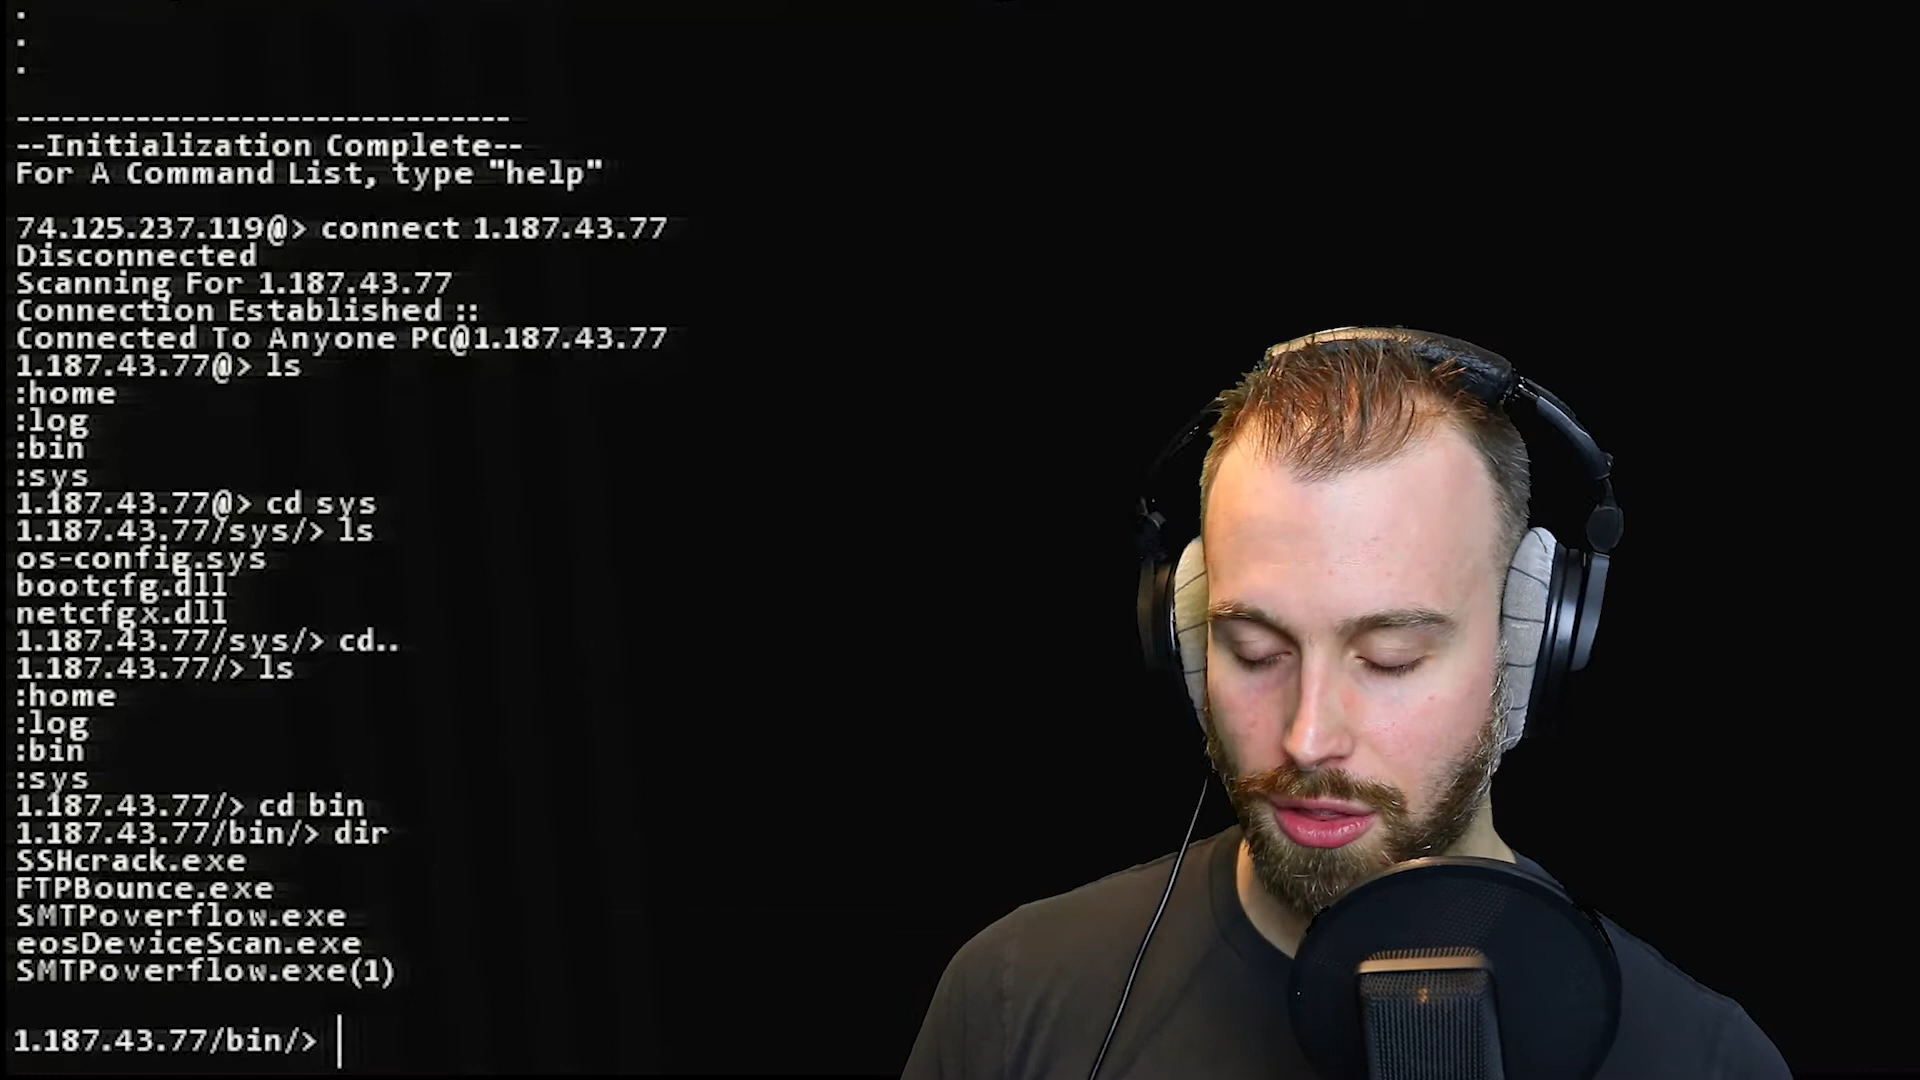 .
.
.
---------------------------------
--Initialization Complete--
For A Command List, type "help"
74.125.237.119@> connect 1.187.43.77
Disconnected
Scanning For 1.187.43.77
Connection Established ::
Connected To Anyone PC@1.187.43.77
1.187.43.77@> ls
:home
:log
:bin
:sys
1.187.43.77@> cd sys
1.187.43.77/sys/> ls
os-config.sys
bootcfg.dll
netcfgx.dll
1.187.43.77/sys/> cd..
1.187.43.77/> ls
:home
:log
:bin
:sys
1.187.43.77/> cd bin
1.187.43.77/bin/> dir
SSHcrack.exe
FTPBounce.exe
SMTPoverflow.exe
eosDeviceScan.exe
SMTPoverflow.exe(1)
1.187.43.77/bin/>